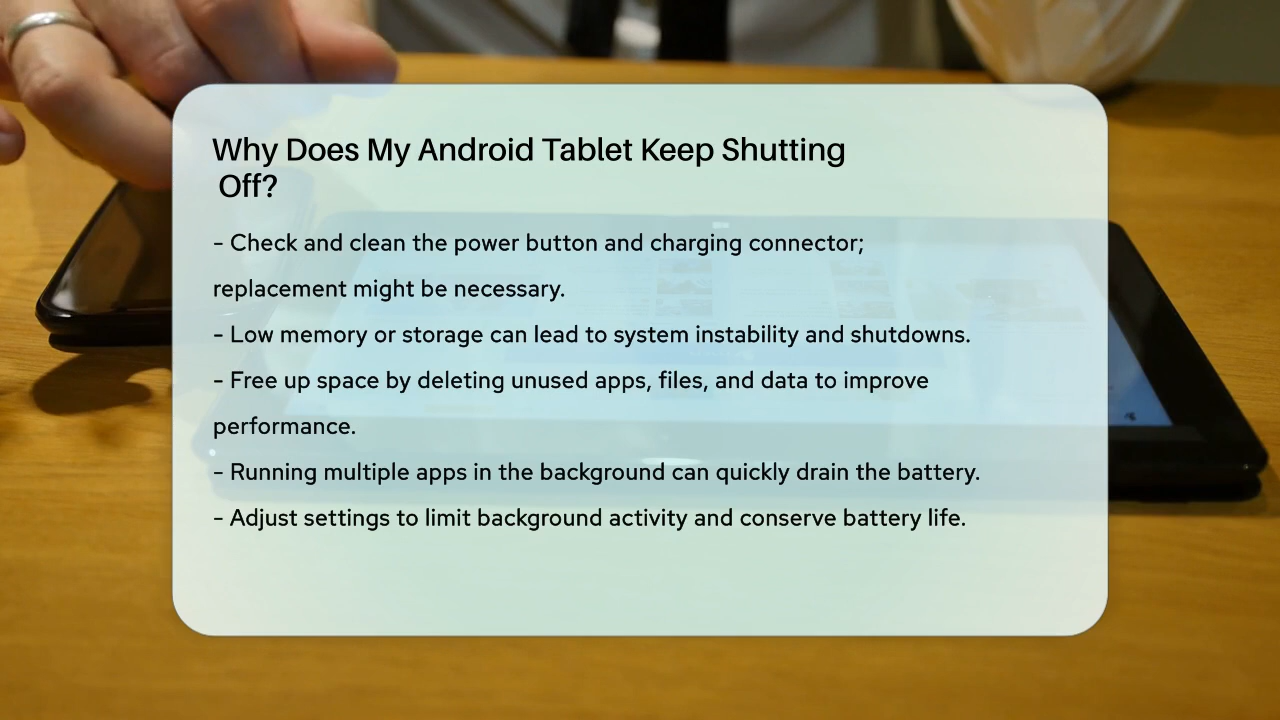 Why Does My Android Tablet Keep Shutting
Off?
– Check and clean the power button and charging connector;
replacement might be necessary.
– Low memory or storage can lead to system instability and shutdowns.
– Free up space by deleting unused apps, files, and data to improve
performance.
– Running multiple apps in the background can quickly drain the battery.
– Adjust settings to limit background activity and conserve battery life.